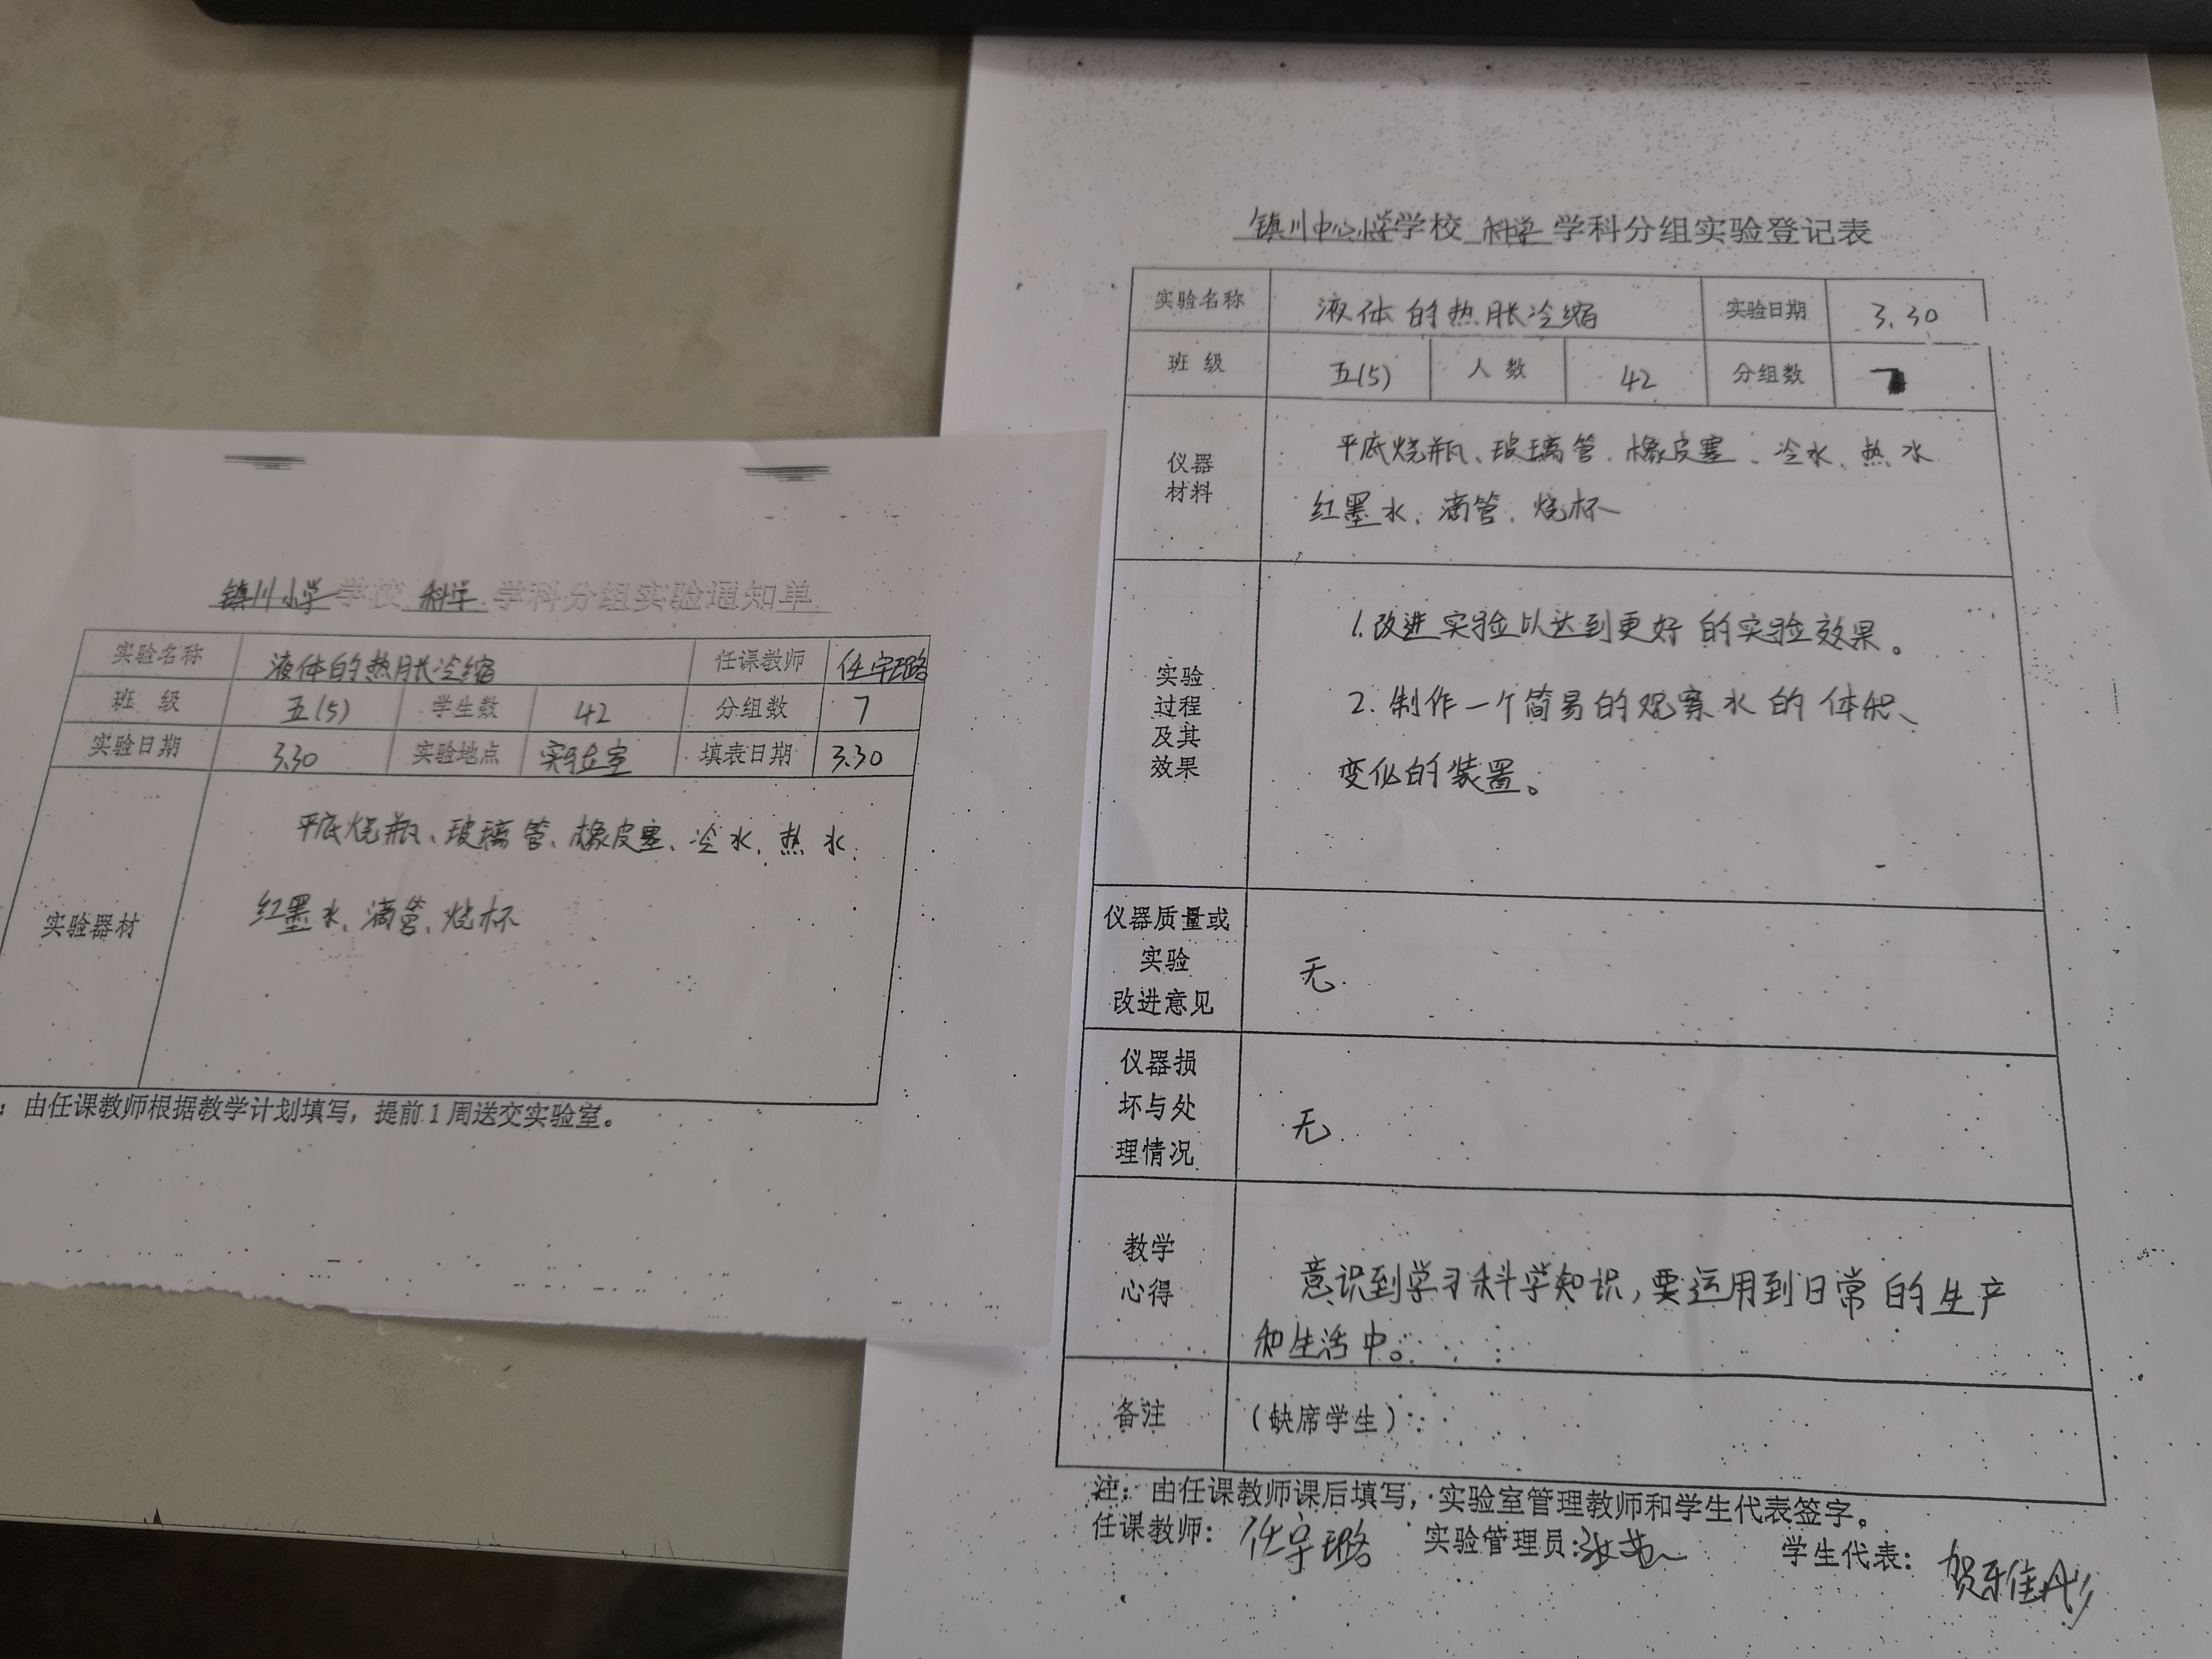 镇川小学学校 科学 学科分组实验通知单
实验名称 液体的热胀冷缩 任课教师 任宇璐
班 级 五(5) 学生数 42 分组数 7
实验日期 3.30 实验地点 实验室 填表日期 3.30
平底烧瓶、玻璃管、橡皮塞、冷水、热水
实验器材
红墨水、滴管、烧杯
：由任课教师根据教学计划填写，提前1周送交实验室。
镇川中心小学学校 科学 学科分组实验登记表
实验名称 液体的热胀冷缩 实验日期 3.30
班 级 五(5) 人 数 42 分组数 7
仪器
材料
平底烧瓶、玻璃管、橡皮塞、冷水、热水
红墨水、滴管、烧杯
实验
过程
及其
效果
1.改进实验以达到更好的实验效果。
2.制作一个简易的观察水的体积、
变化的装置。
仪器质量或
实验
改进意见
无.
仪器损
坏与处
理情况
无.
教学
心得
意识到学习科学知识,要运用到日常的生产
和生活中。
备注 (缺席学生):
注：由任课教师课后填写，实验室管理教师和学生代表签字。
任课教师：任宇璐 实验管理员: 学生代表：贺雅佳彤